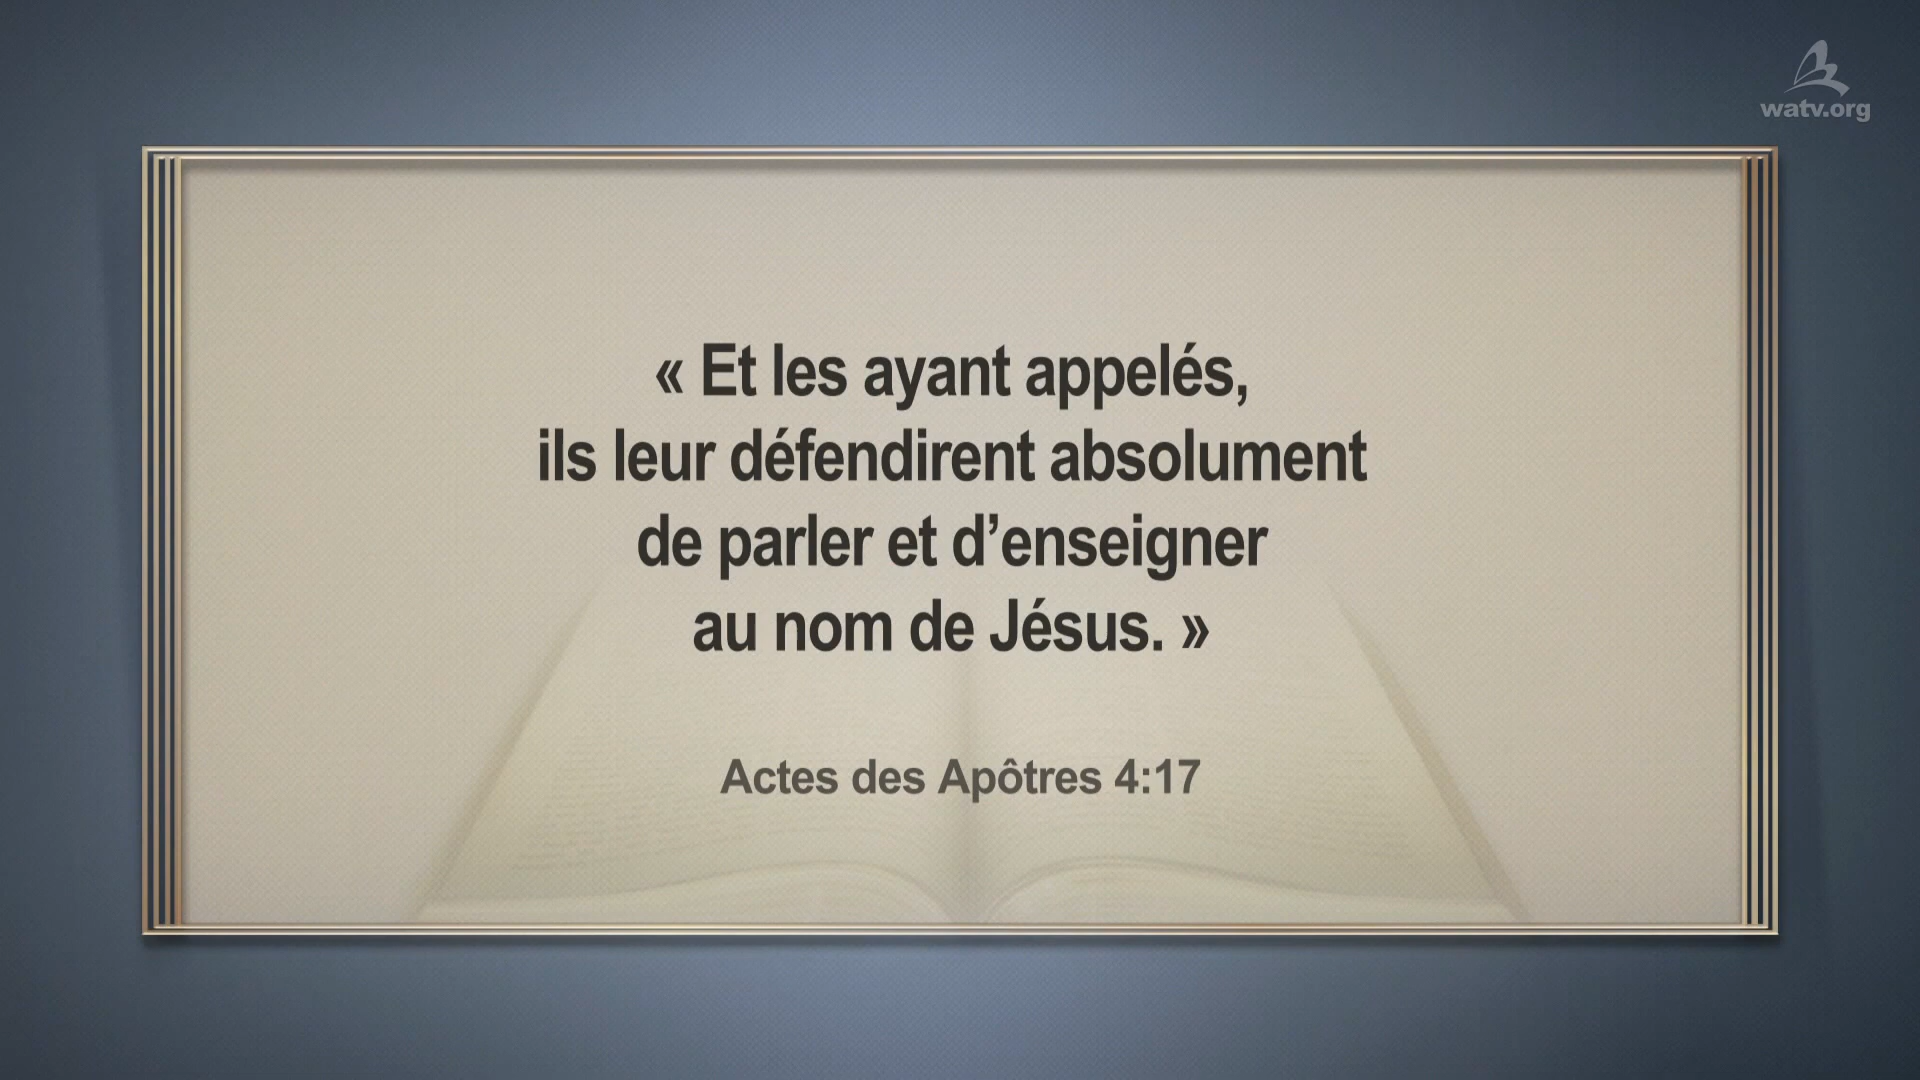 watv.org
« Et les ayant appelés,
ils leur défendirent absolument
de parler et d’enseigner
au nom de Jésus. »
Actes des Apôtres 4:17